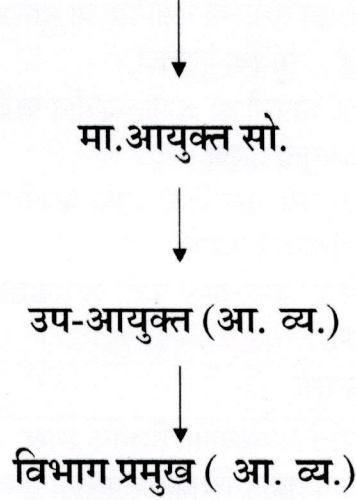 मा.आयुक्त सो.
उप-आयुक्त (आ. व्य.)
विभाग प्रमुख ( आ. व्य.)